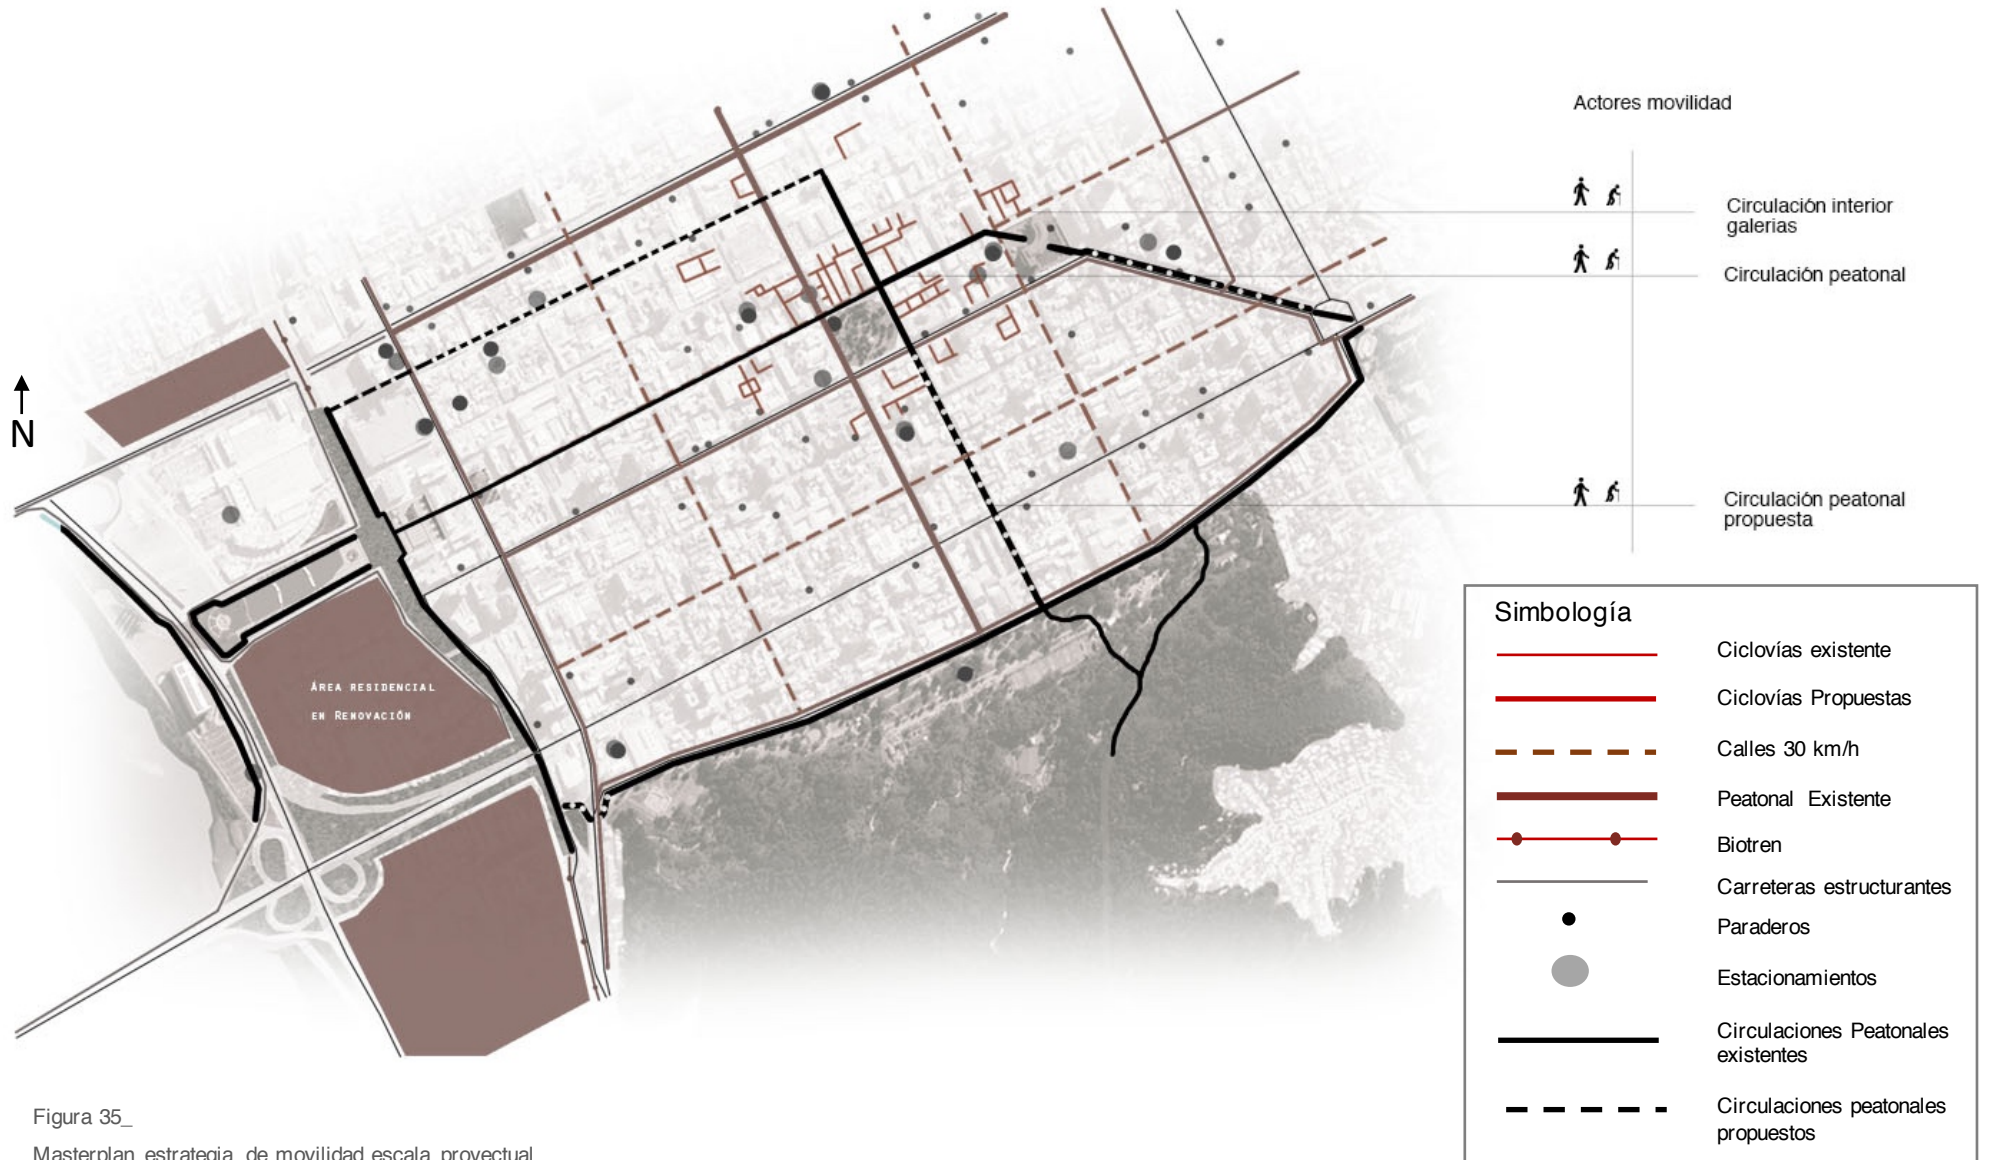 Actores movilidad
Circulación interior
galerias
Circulación peatonal
Circulación peatonal
propuesta
N
ÁREA RESIDENCIAL
EN RENOVACIÓN
Simbología
Ciclovías existente
Ciclovías Propuestas
Calles 30 km/h
Peatonal Existente
Biotren
Carreteras estructurantes
Paraderos
Estacionamientos
Circulaciones Peatonales
existentes
Circulaciones peatonales
propuestos
Figura 35_
Masterplan estrategia de movilidad escala proyectual